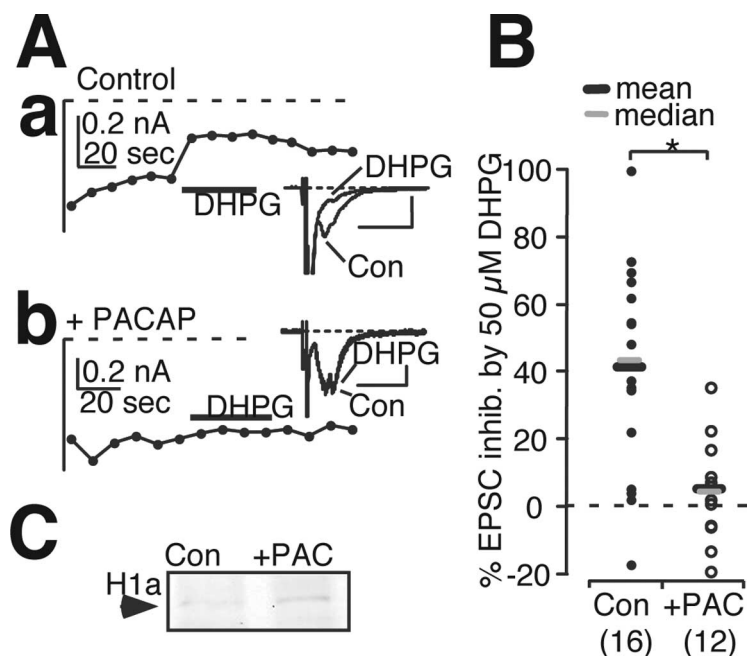 A
Control
a
0.2 nA
20 sec
DHPG
DHPG
Con
b
+ PACAP
0.2 nA
20 sec
DHPG
DHPG
Con
C
Con +PAC
H1a
B
mean
median
*
% EPSC inhib. by 50 µM DHPG
100
80
60
40
20
0
-20
Con +PAC
(16) (12)